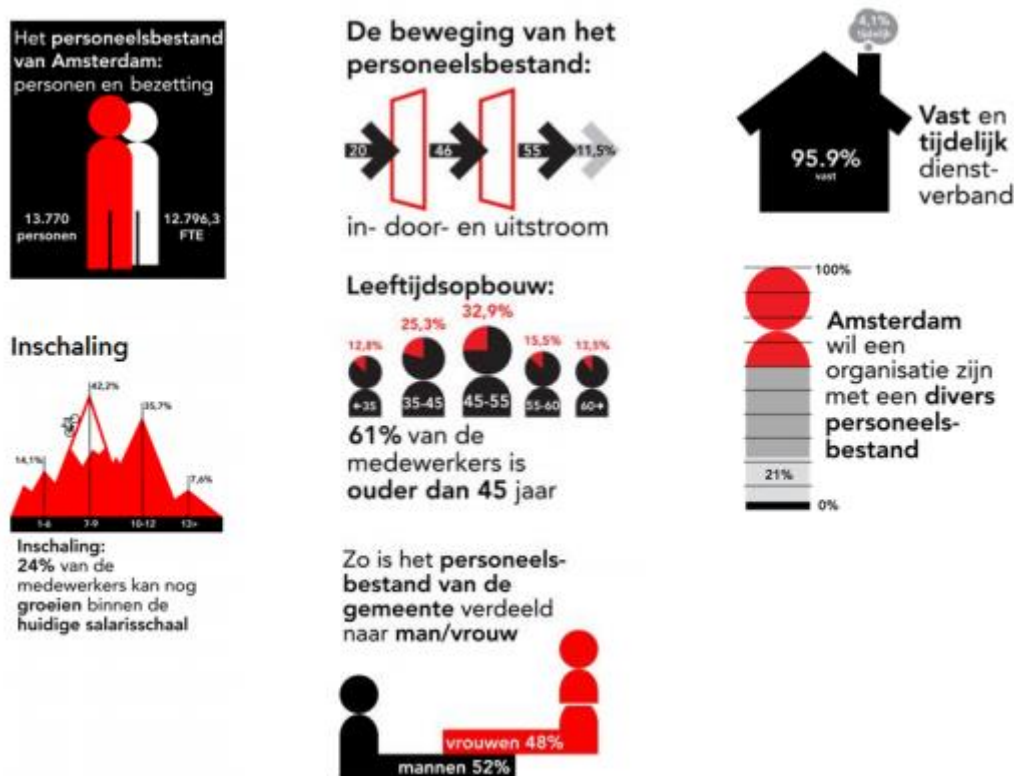 Het personeelsbestand
van Amsterdam:
personen en bezetting
13.770
personen
12.796,3
FTE
Inschaling
42,2%
35,7%
14,1%
7,6%
1-6
7-9
10-12
13>
Inschaling:
24% van de
medewerkers kan nog
groeien binnen de
huidige salarisschaal
De beweging van het
personeelsbestand:
20
46
55
11,5%
in- door- en uitstroom
Leeftijdsopbouw:
12,8%
25,3%
32,9%
15,5%
13,5%
←35
35-45
45-55
55-60
60→
61% van de
medewerkers is
ouder dan 45 jaar
Zo is het personeels-
bestand van de
gemeente verdeeld
naar man/vrouw
vrouwen 48%
mannen 52%
4,1%
tijdelijk
95.9%
vast
Vast en
tijdelijk
dienst-
verband
100%
Amsterdam
wil een
organisatie zijn
met een divers
personeels-
bestand
21%
0%